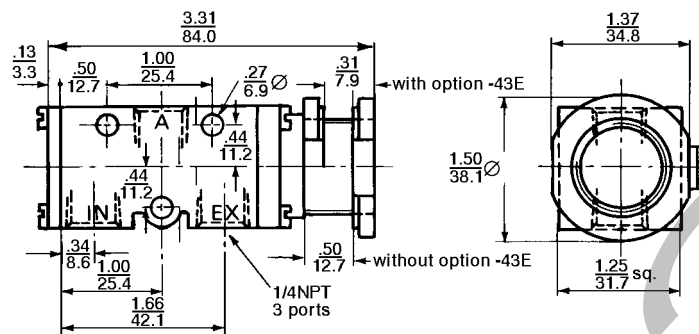 3.31
84.0
.13
3.3
.50
12.7
1.00
25.4
.27
6.9 Ø
.31
7.9
with option -43E
A
.44
11.2
.44
11.2
IN
EX
.34
8.6
1.00
25.4
1.66
42.1
1/4NPT
3 ports
.50
12.7
without option -43E
1.37
34.8
1.50
38.1 Ø
1.25
31.7 sq.